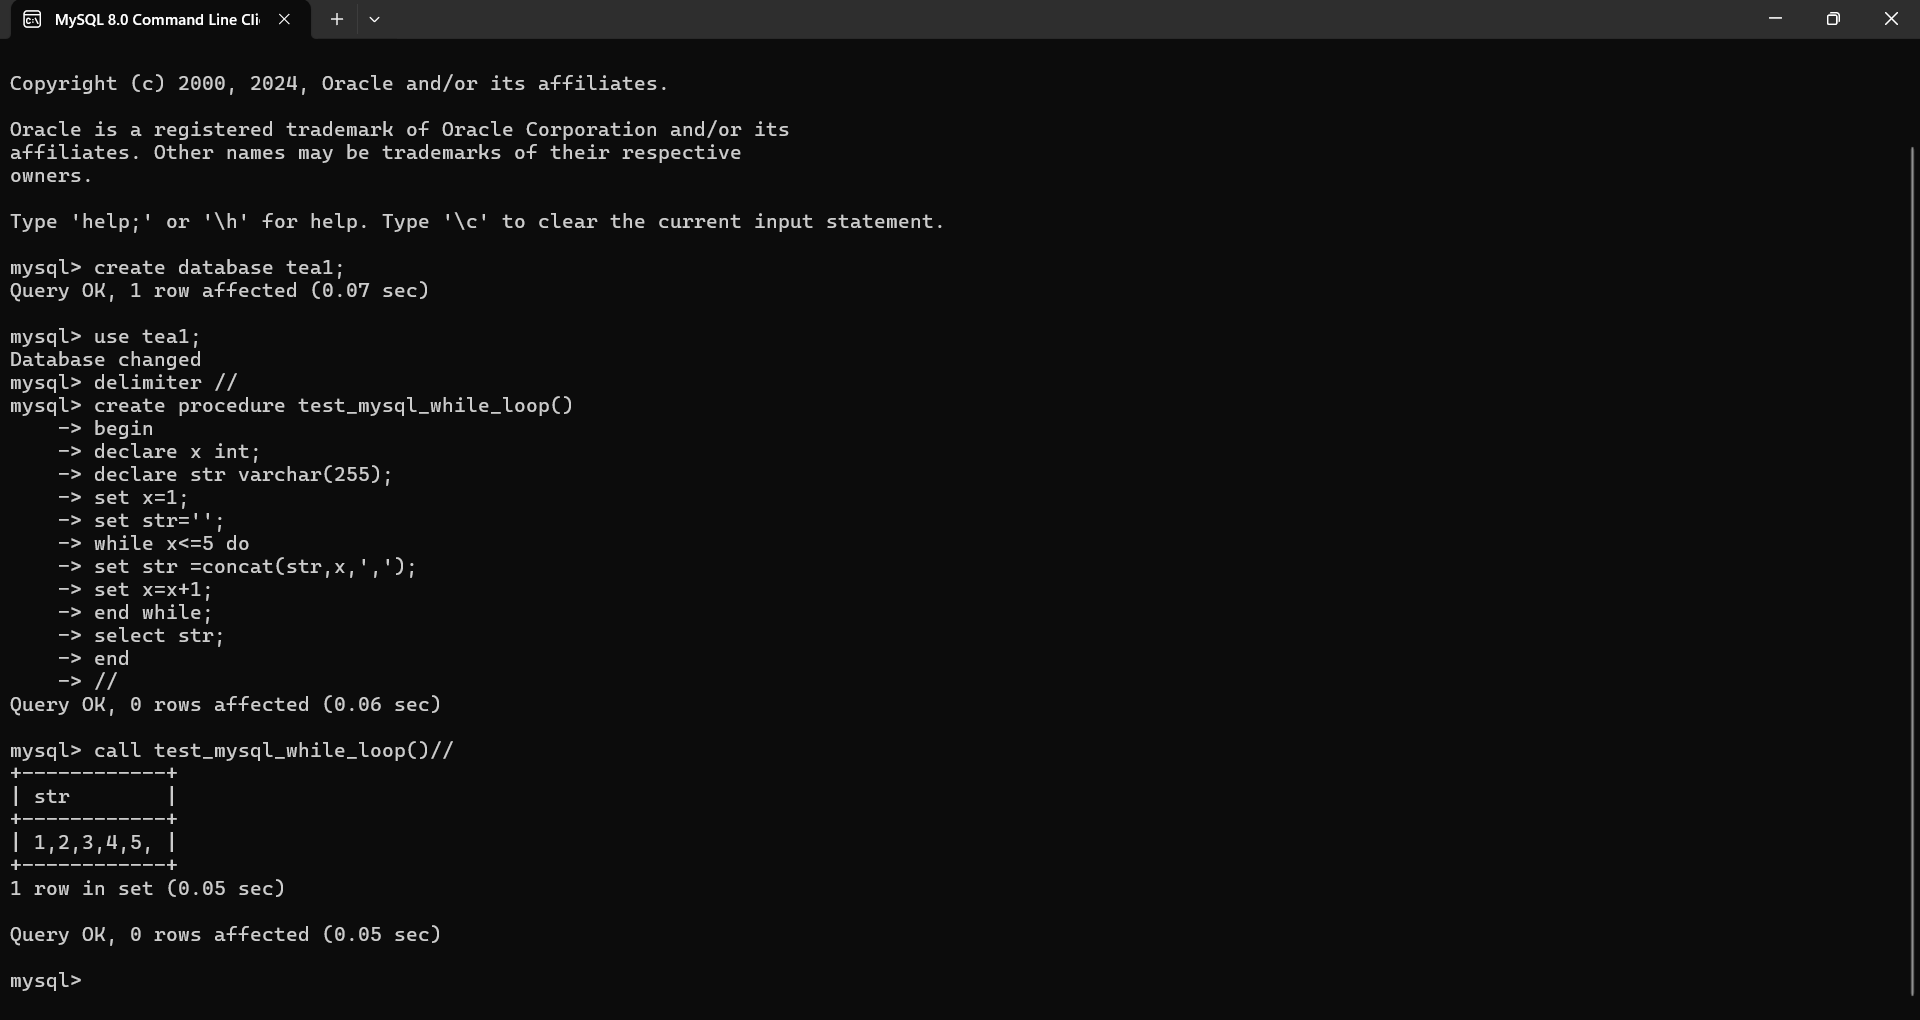 MySQL 8.0 Command Line Cli
Copyright (c) 2000, 2024, Oracle and/or its affiliates.
Oracle is a registered trademark of Oracle Corporation and/or its
affiliates. Other names may be trademarks of their respective
owners.
Type 'help;' or '\h' for help. Type '\c' to clear the current input statement.
mysql> create database tea1;
Query OK, 1 row affected (0.07 sec)
mysql> use tea1;
Database changed
mysql> delimiter //
mysql> create procedure test_mysql_while_loop()
    -> begin
    -> declare x int;
    -> declare str varchar(255);
    -> set x=1;
    -> set str='';
    -> while x<=5 do
    -> set str =concat(str,x,',');
    -> set x=x+1;
    -> end while;
    -> select str;
    -> end
    -> //
Query OK, 0 rows affected (0.06 sec)
mysql> call test_mysql_while_loop()//
+------------+
| str        |
+------------+
| 1,2,3,4,5, |
+------------+
1 row in set (0.05 sec)
Query OK, 0 rows affected (0.05 sec)
mysql>